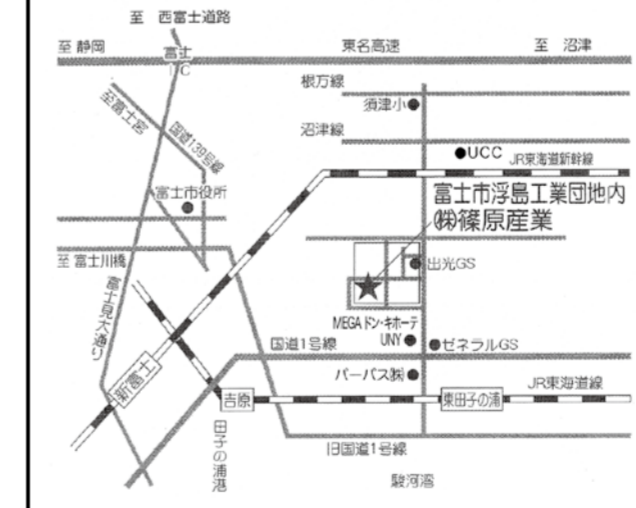 至 西富士道路
至 静岡
富士
IC
東名高速
至 沼津
根方線
須津小
至富士宮
国道139号線
沼津線
UCC
JR東海道新幹線
富士市役所
富士市浮島工業団地内
㈱篠原産業
至 富士川橋
出光GS
富士見大通り
MEGAドン・キホーテ
UNY
国道1号線
ゼネラルGS
新富士
パーパス㈱
JR東海道線
吉原
東田子の浦
田子の浦港
旧国道1号線
駿河湾